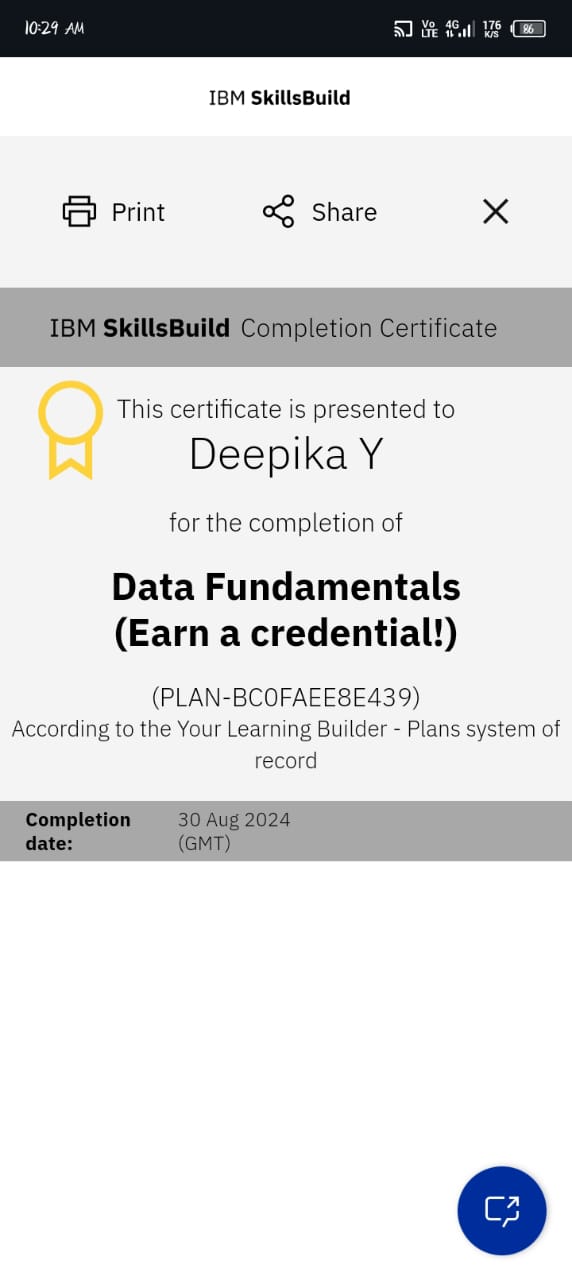 10:29 AM
Vo LTE 4G 176 K/S 86
IBM SkillsBuild
Print
Share
IBM SkillsBuild Completion Certificate
This certificate is presented to
Deepika Y
for the completion of
Data Fundamentals
(Earn a credential!)
(PLAN-BC0FAEE8E439)
According to the Your Learning Builder - Plans system of
record
Completion date: 30 Aug 2024 (GMT)